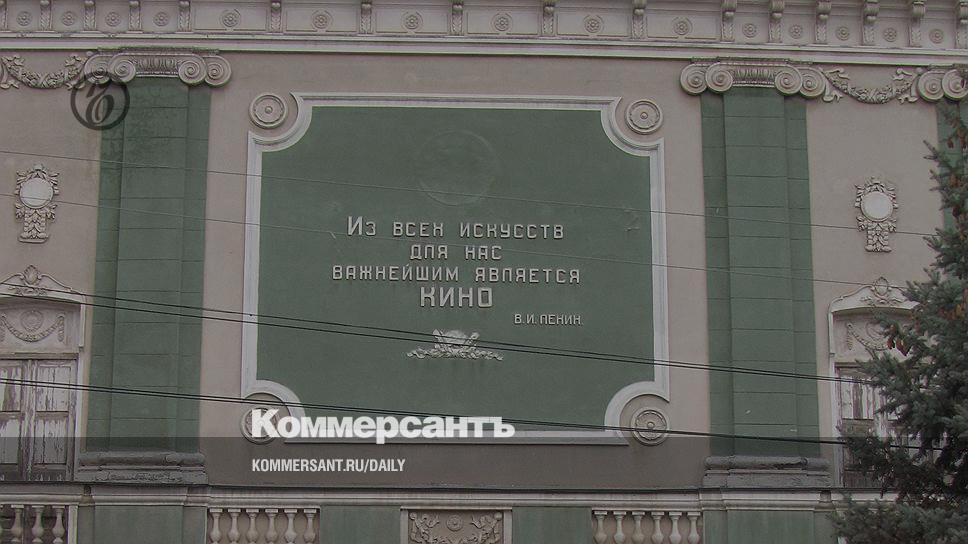 Из всех искусств
для нас
важнейшим является
кино
В.И.Ленин.
Коммерсантъ
KOMMERSANT.RU/DAILY